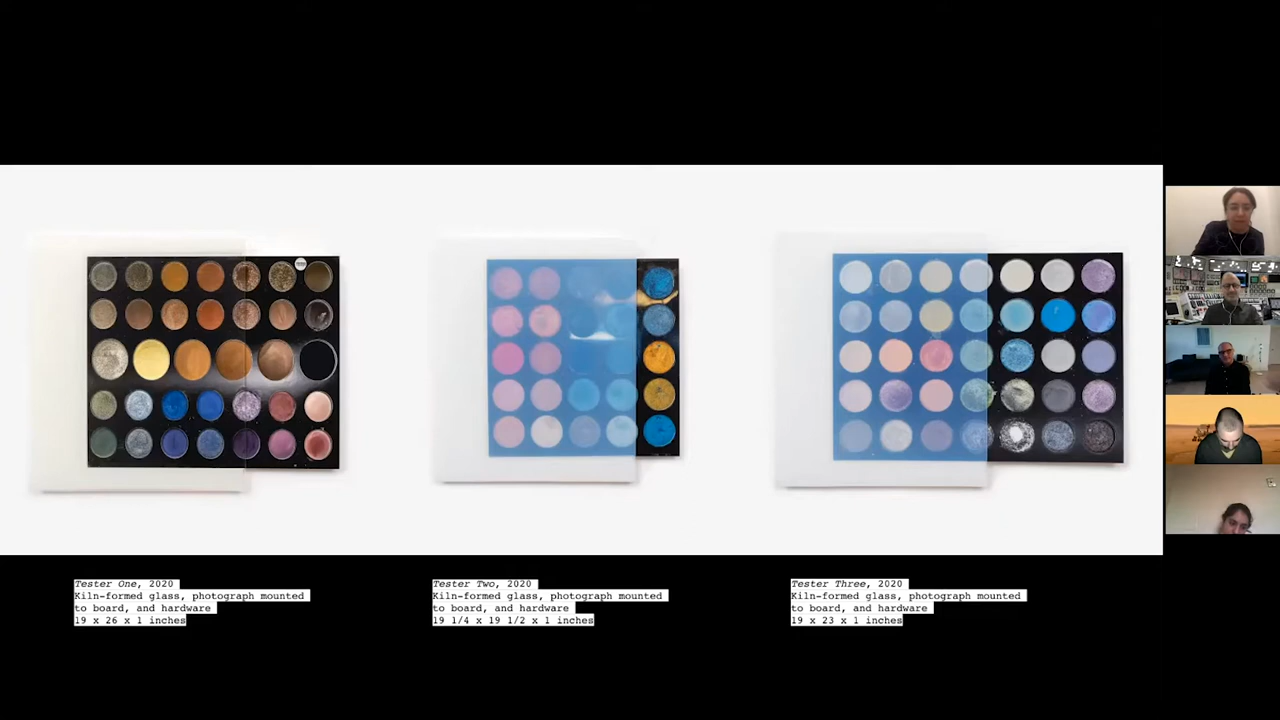 Tester One, 2020
Kiln-formed glass, photograph mounted
to board, and hardware
19 x 26 x 1 inches
Tester Two, 2020
Kiln-formed glass, photograph mounted
to board, and hardware
19 1/4 x 19 1/2 x 1 inches
Tester Three, 2020
Kiln-formed glass, photograph mounted
to board, and hardware
19 x 23 x 1 inches